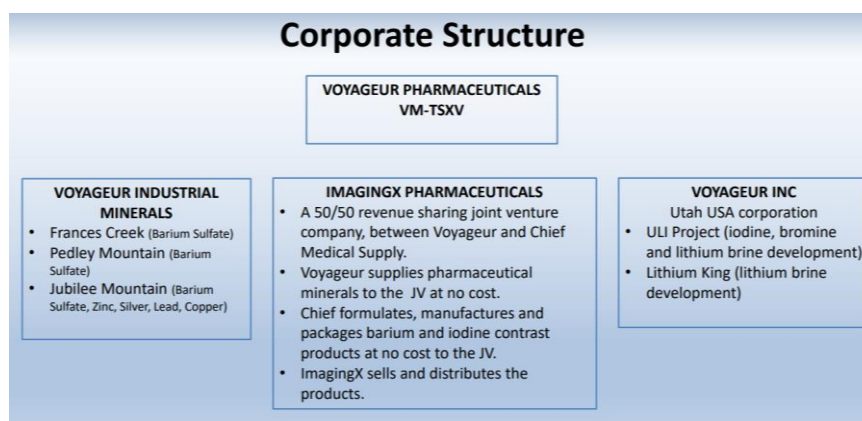 Corporate Structure
VOYAGEUR PHARMACEUTICALS
VM-TSXV
VOYAGEUR INDUSTRIAL
MINERALS
• Frances Creek (Barium Sulfate)
• Pedley Mountain (Barium
Sulfate)
• Jubilee Mountain (Barium
Sulfate, Zinc, Silver, Lead, Copper)
IMAGINGX PHARMACEUTICALS
• A 50/50 revenue sharing joint venture
company, between Voyageur and Chief
Medical Supply.
• Voyageur supplies pharmaceutical
minerals to the JV at no cost.
• Chief formulates, manufactures and
packages barium and iodine contrast
products at no cost to the JV.
• ImagingX sells and distributes the
products.
VOYAGEUR INC
Utah USA corporation
• ULI Project (iodine, bromine
and lithium brine development)
• Lithium King (lithium brine
development)